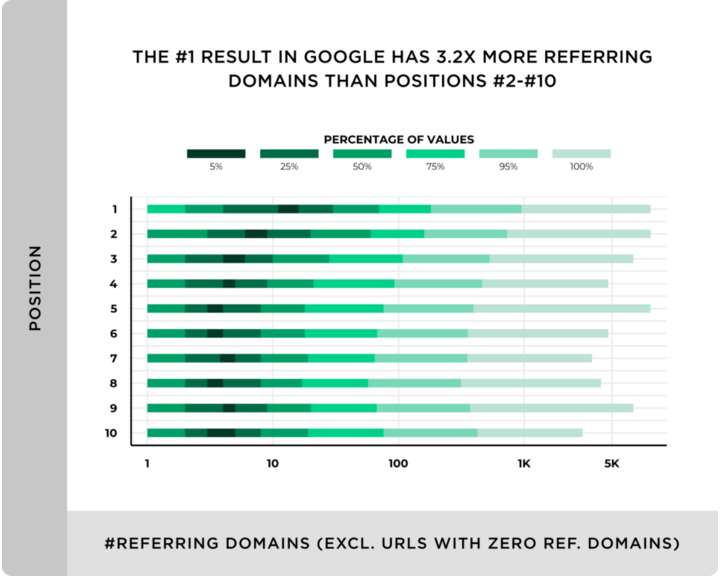 THE #1 RESULT IN GOOGLE HAS 3.2X MORE REFERRING
DOMAINS THAN POSITIONS #2-#10
PERCENTAGE OF VALUES
5% 25% 50% 75% 95% 100%
POSITION
1
2
3
4
5
6
7
8
9
10
1 10 100 1K 5K
#REFERRING DOMAINS (EXCL. URLS WITH ZERO REF. DOMAINS)